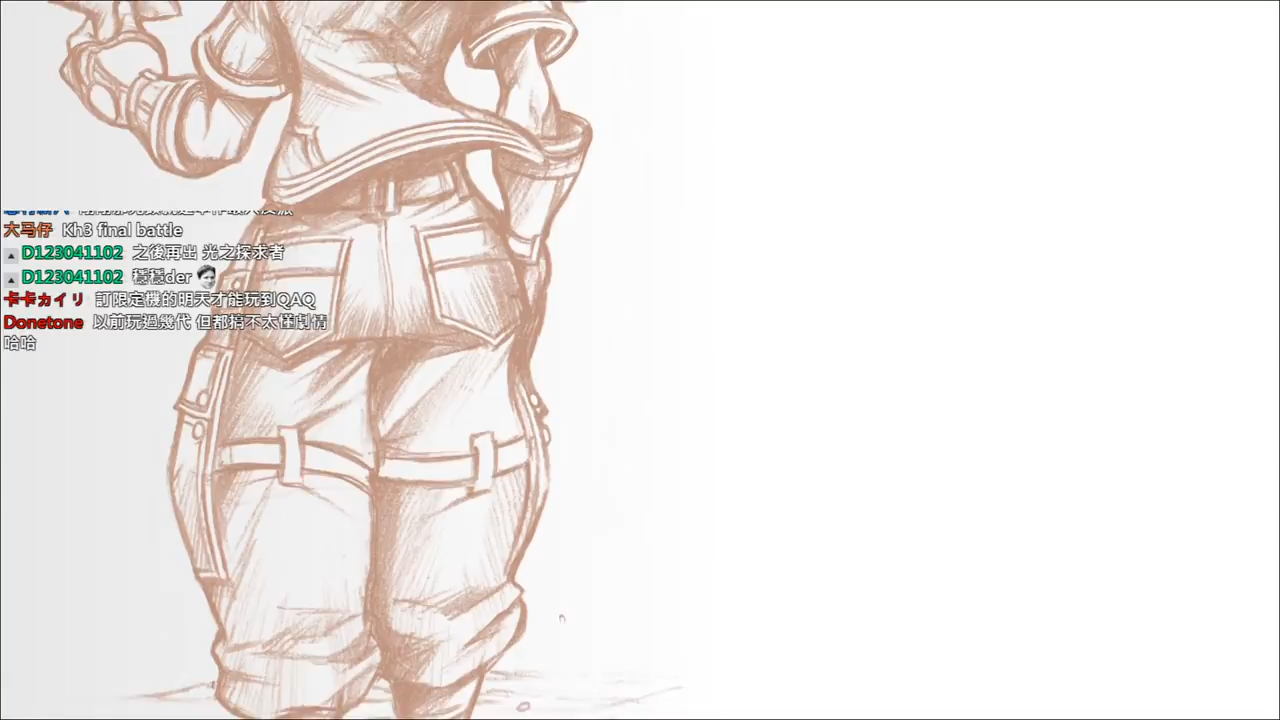 大马仔 Kh3 final battle
D123041102 之後再出 光之探求者
D123041102 穩穩der
卡卡カイリ 訂限定機的明天才能玩到QAQ
Donetone 以前玩過幾代 但都搞不太懂劇情
哈哈